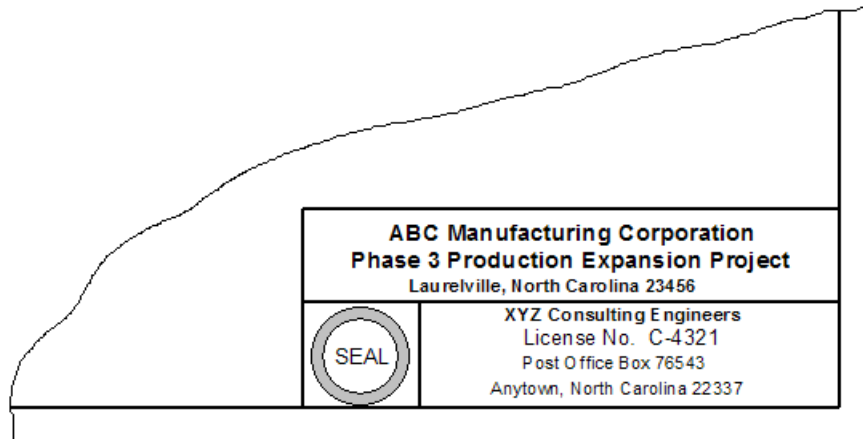 ABC Manufacturing Corporation
Phase 3 Production Expansion Project
Laurelville, North Carolina 23456
SEAL
XYZ Consulting Engineers
License No. C-4321
Post Office Box 76543
Anytown, North Carolina 22337